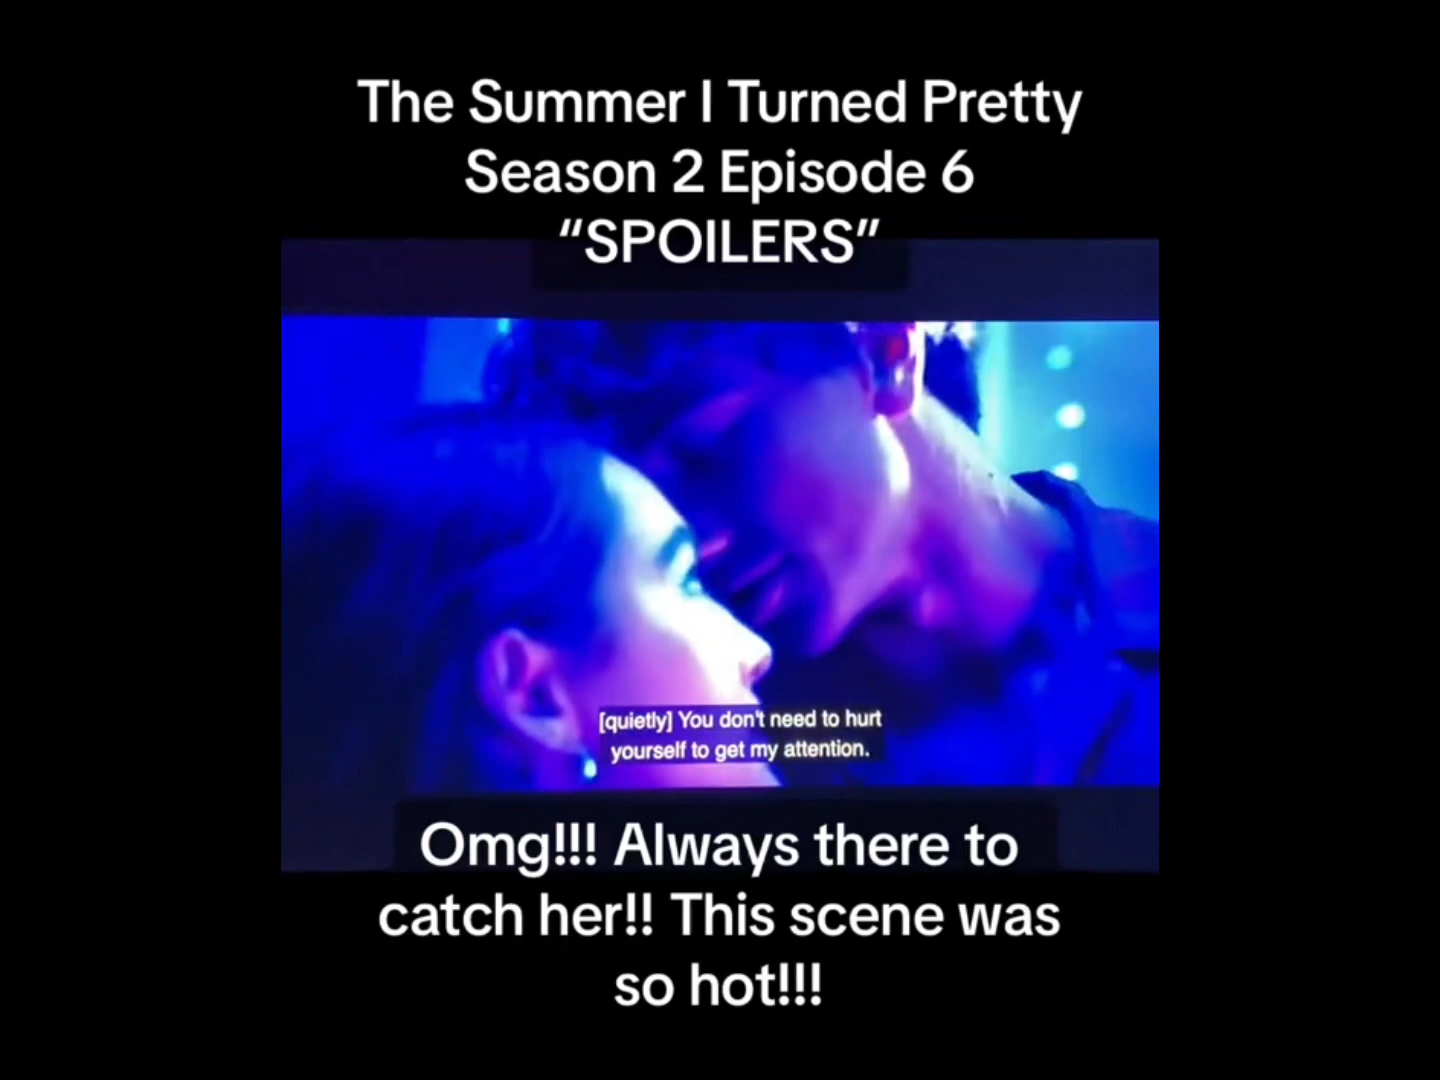 The Summer I Turned Pretty
Season 2 Episode 6
“SPOILERS”
[quietly] You don't need to hurt
yourself to get my attention.
Omg!!! Always there to
catch her!! This scene was
so hot!!!